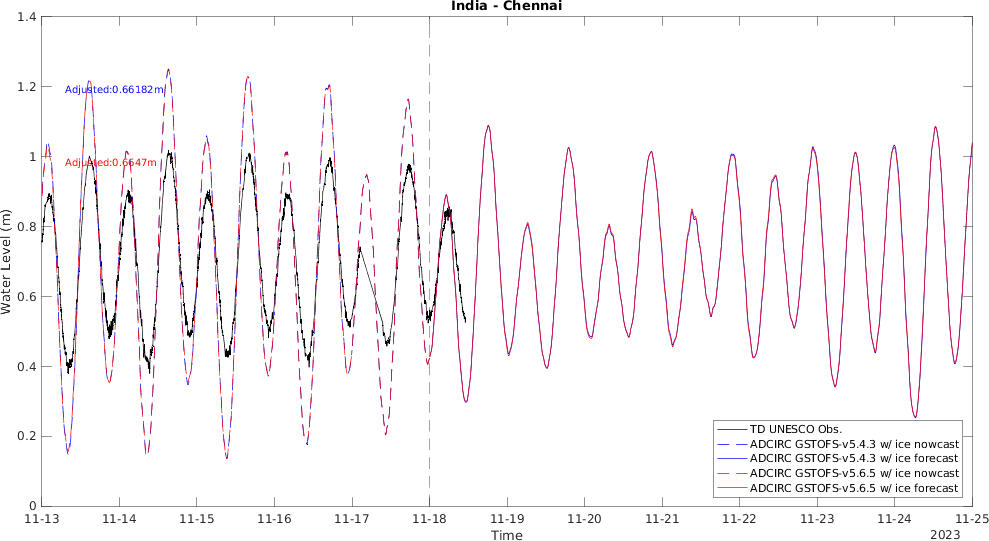 India - Chennai
Water Level (m)
1.4
1.2
1
0.8
0.6
0.4
0.2
0
Adjusted:0.66182m
Adjusted:0.6647m
TD UNESCO Obs.
ADCIRC GSTOFS-v5.4.3 w/ ice nowcast
ADCIRC GSTOFS-v5.4.3 w/ ice forecast
ADCIRC GSTOFS-v5.6.5 w/ ice nowcast
ADCIRC GSTOFS-v5.6.5 w/ ice forecast
11-13 11-14 11-15 11-16 11-17 11-18 11-19 11-20 11-21 11-22 11-23 11-24 11-25
Time
2023